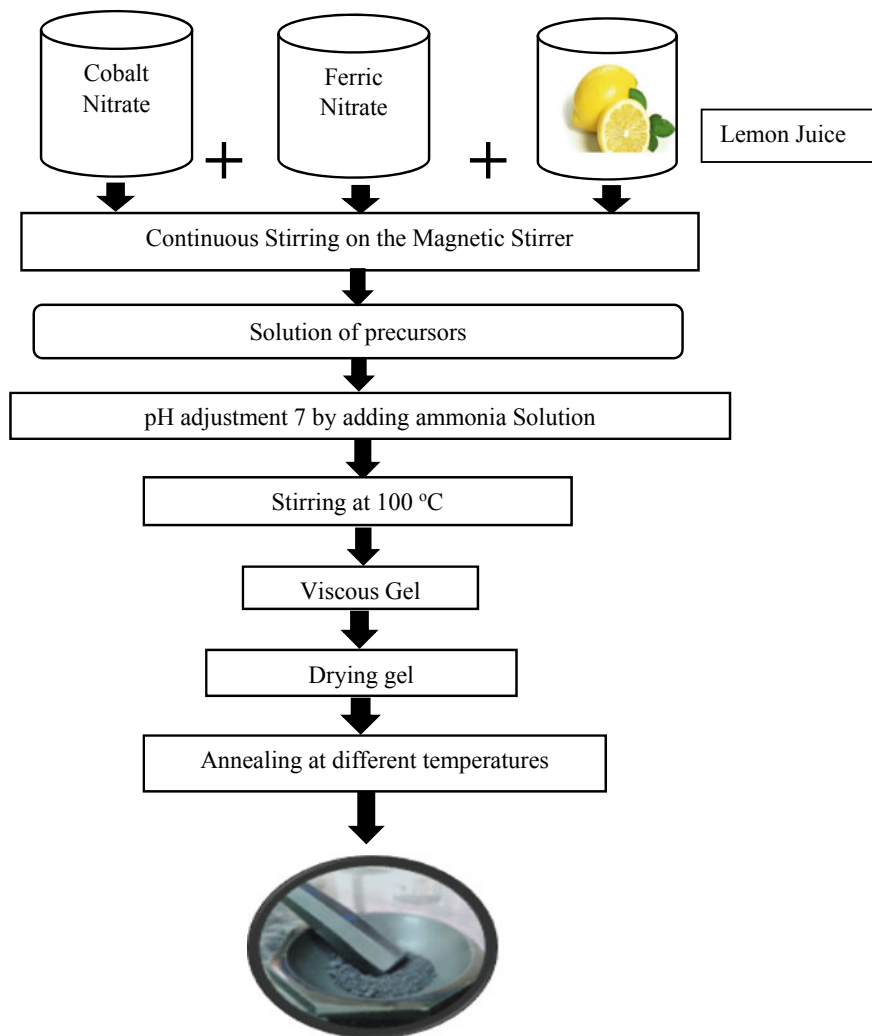 Cobalt
Nitrate
Ferric
Nitrate
Lemon Juice
+
+
Continuous Stirring on the Magnetic Stirrer
Solution of precursors
pH adjustment 7 by adding ammonia Solution
Stirring at 100 ºC
Viscous Gel
Drying gel
Annealing at different temperatures